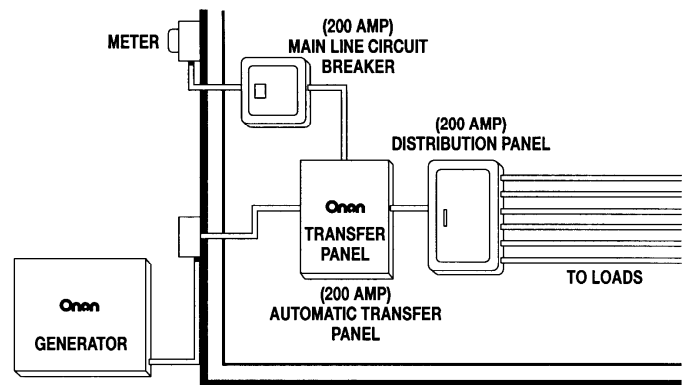 (200 AMP)
MAIN LINE CIRCUIT
BREAKER
METER
(200 AMP)
DISTRIBUTION PANEL
Onan
TRANSFER
PANEL
TO LOADS
(200 AMP)
AUTOMATIC TRANSFER
PANEL
Onan
GENERATOR